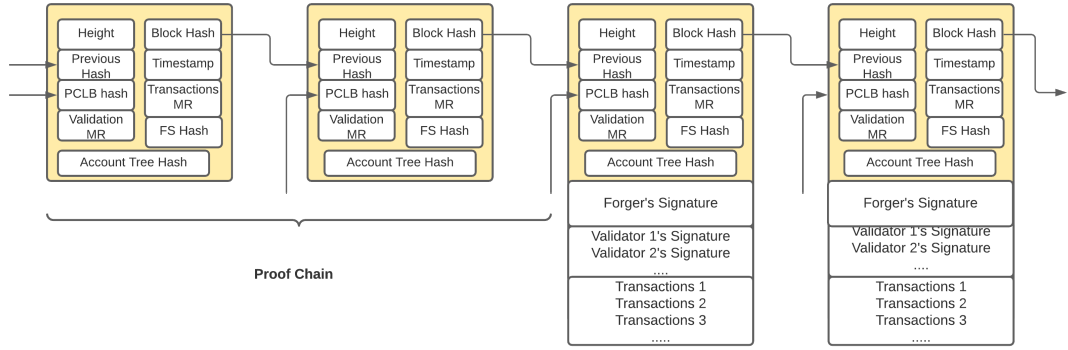 Height
Block Hash
Previous
Hash
Timestamp
PCLB hash
Transactions
MR
Validation
MR
FS Hash
Account Tree Hash
Height
Block Hash
Previous
Hash
Timestamp
PCLB hash
Transactions
MR
Validation
MR
FS Hash
Account Tree Hash
Height
Block Hash
Previous
Hash
Timestamp
PCLB hash
Transactions
MR
Validation
MR
FS Hash
Account Tree Hash
Forger's Signature
Validator 1's Signature
Validator 2's Signature
....
Transactions 1
Transactions 2
Transactions 3
.....
Height
Block Hash
Previous
Hash
Timestamp
PCLB hash
Transactions
MR
Validation
MR
FS Hash
Account Tree Hash
Forger's Signature
Validator 1's Signature
Validator 2's Signature
....
Transactions 1
Transactions 2
Transactions 3
.....
Proof Chain